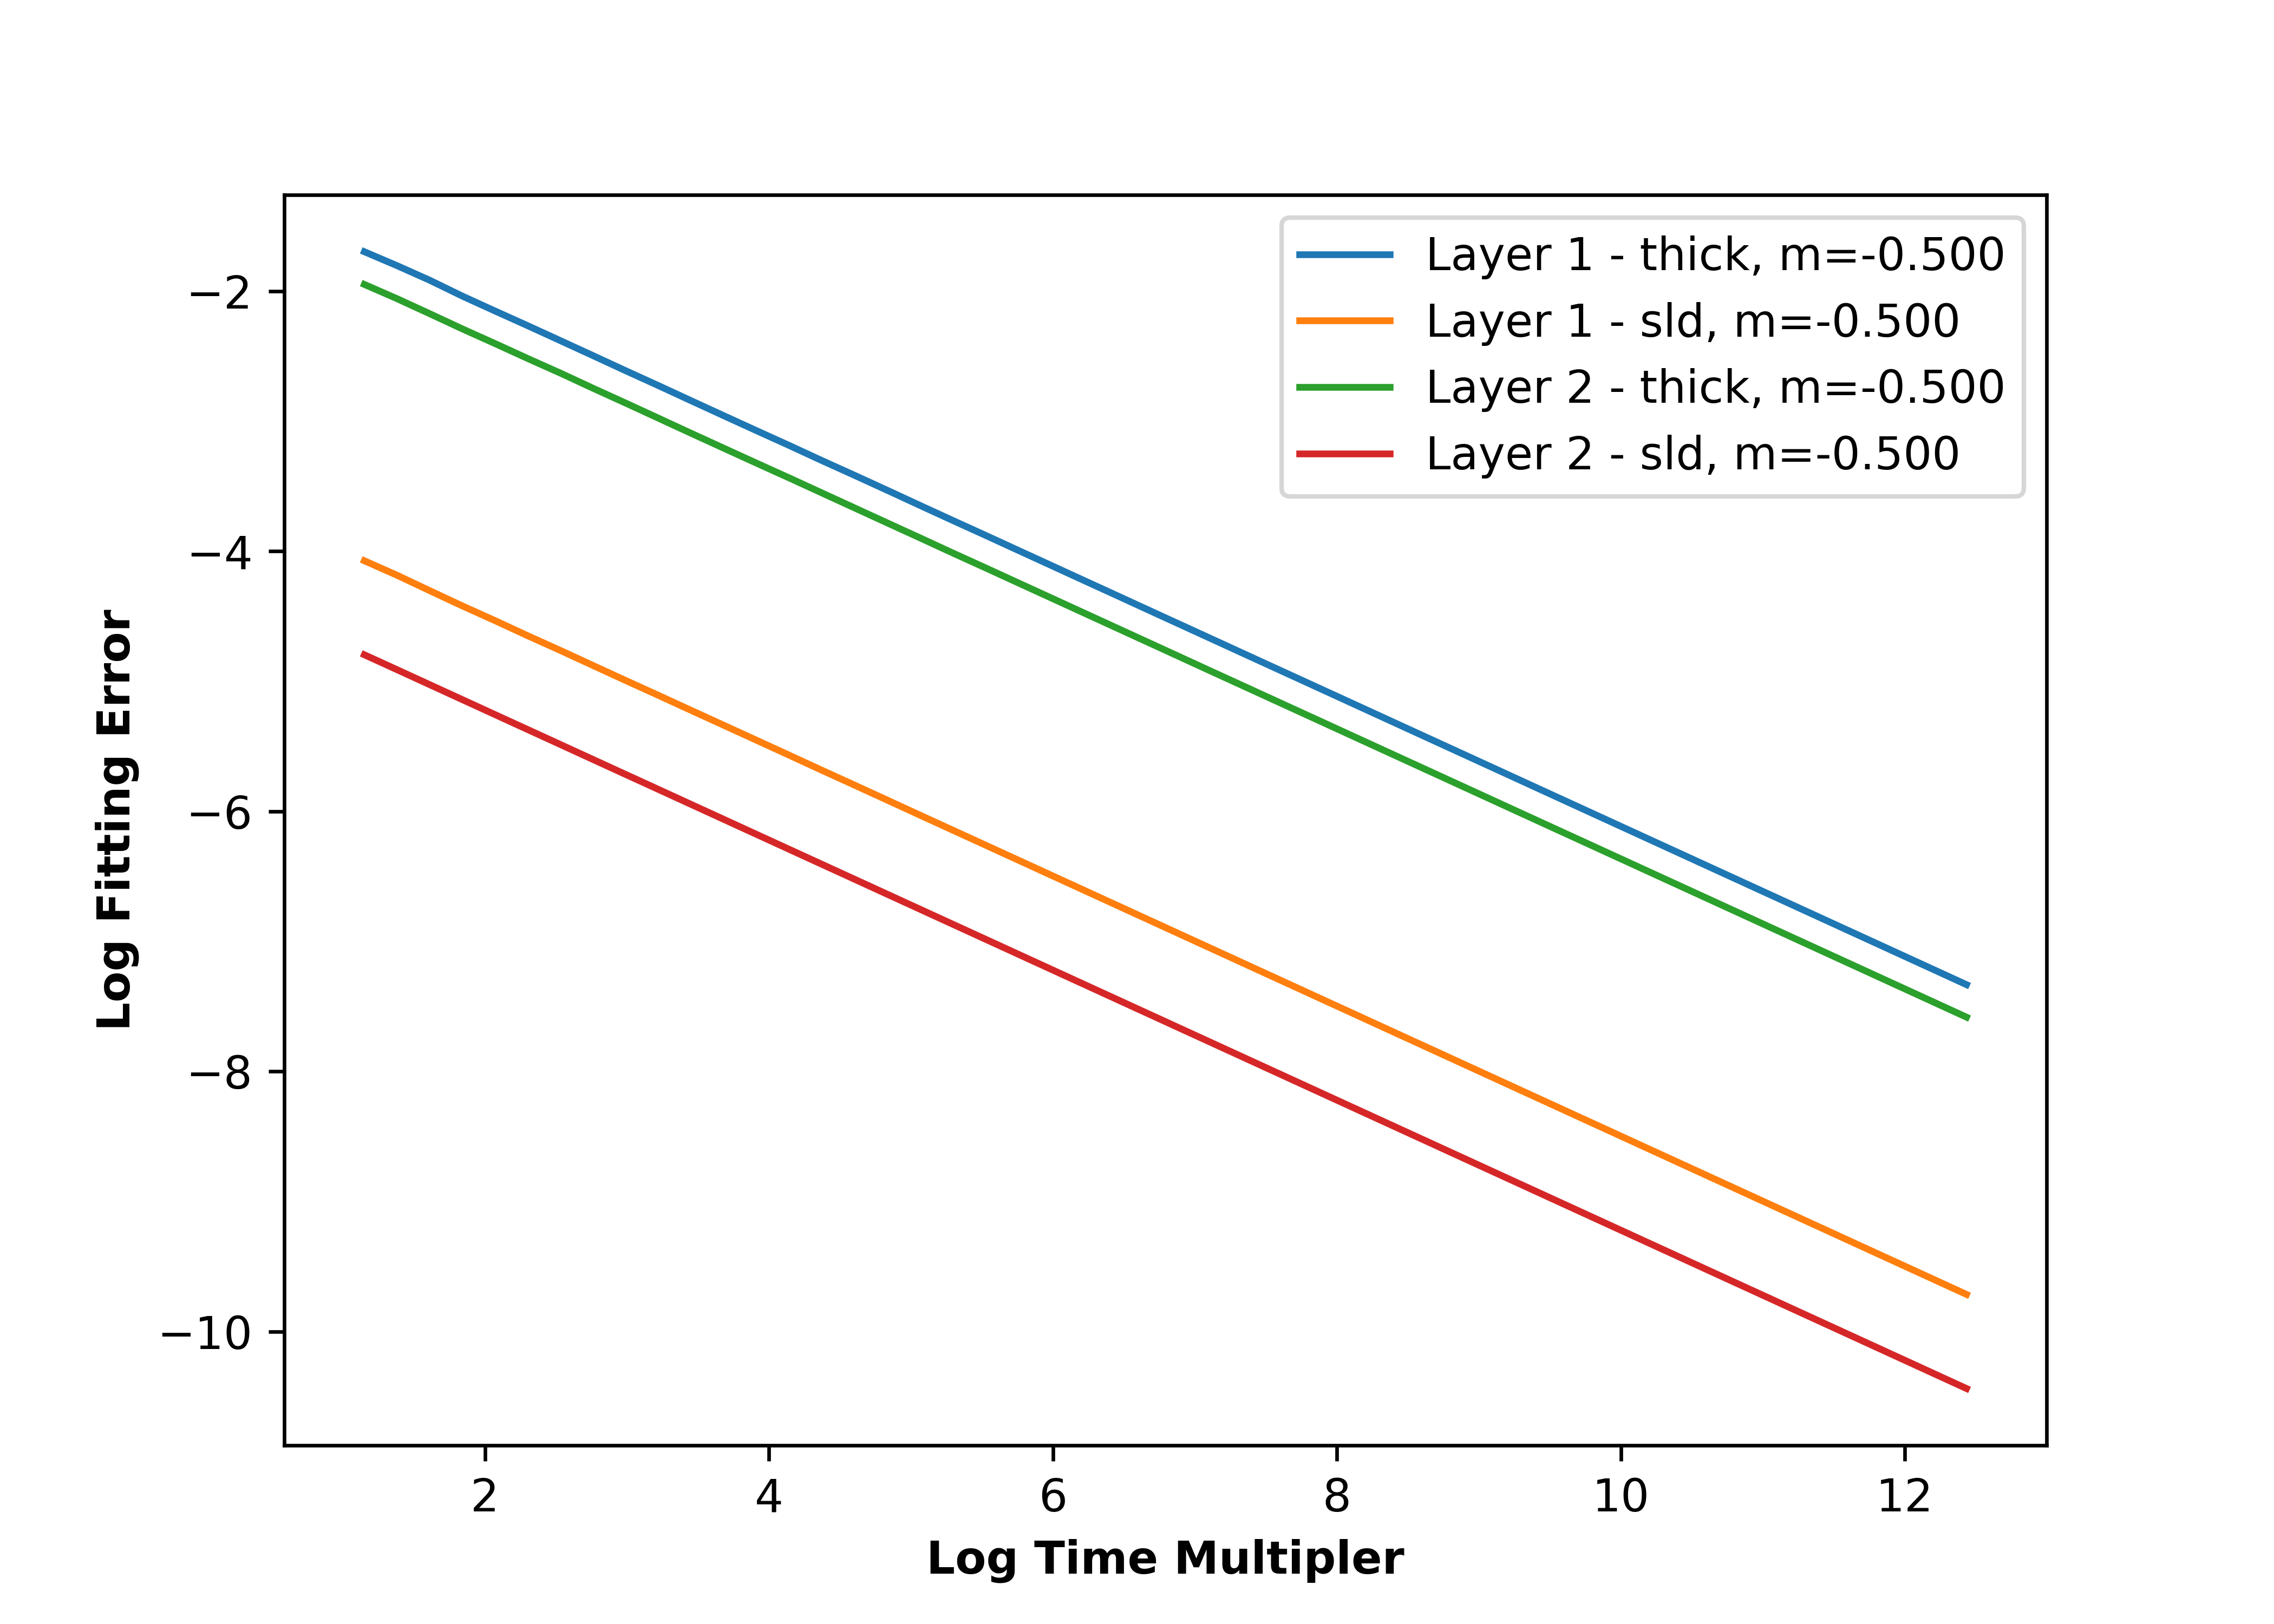 Layer 1 - thick, m=-0.500
Layer 1 - sld, m=-0.500
Layer 2 - thick, m=-0.500
Layer 2 - sld, m=-0.500
−2
−4
−6
−8
−10
Log Fitting Error
2 4 6 8 10 12
Log Time Multipler